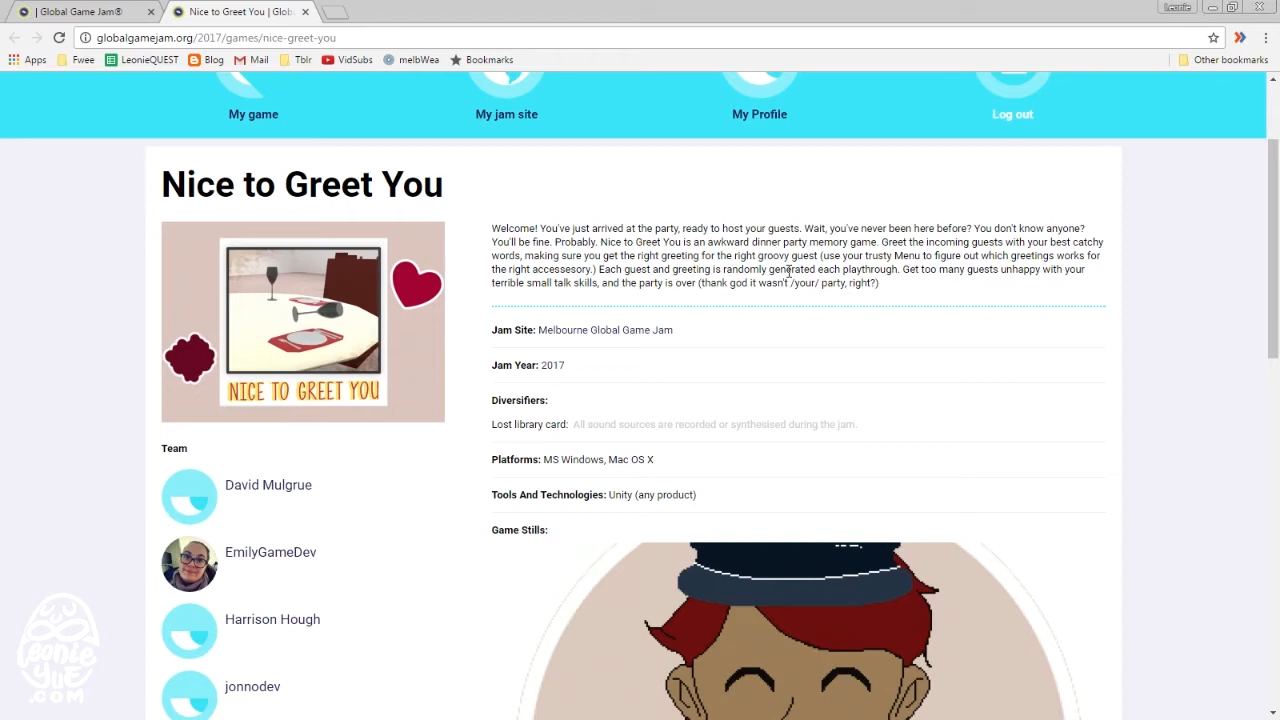 | Global Game Jam®
Nice to Greet You | Glob
Leonie
globalgamejam.org/2017/games/nice-greet-you
Apps Fwee LeonieQUEST Blog Mail Tblr VidSubs melbWea Bookmarks Other bookmarks
My game My jam site My Profile Log out
Nice to Greet You
Welcome! You've just arrived at the party, ready to host your guests. Wait, you've never been here before? You don't know anyone?
You'll be fine. Probably. Nice to Greet You is an awkward dinner party memory game. Greet the incoming guests with your best catchy
words, making sure you get the right greeting for the right groovy guest (use your trusty Menu to figure out which greetings works for
the right accessesory.) Each guest and greeting is randomly generated each playthrough. Get too many guests unhappy with your
terrible small talk skills, and the party is over (thank god it wasn't /your/ party, right?)
NICE TO GREET YOU
Jam Site: Melbourne Global Game Jam
Jam Year: 2017
Diversifiers:
Lost library card: All sound sources are recorded or synthesised during the jam.
Platforms: MS Windows, Mac OS X
Tools And Technologies: Unity (any product)
Game Stills:
Team
David Mulgrue
EmilyGameDev
Harrison Hough
jonnodev
Leonie
YUE
.COM